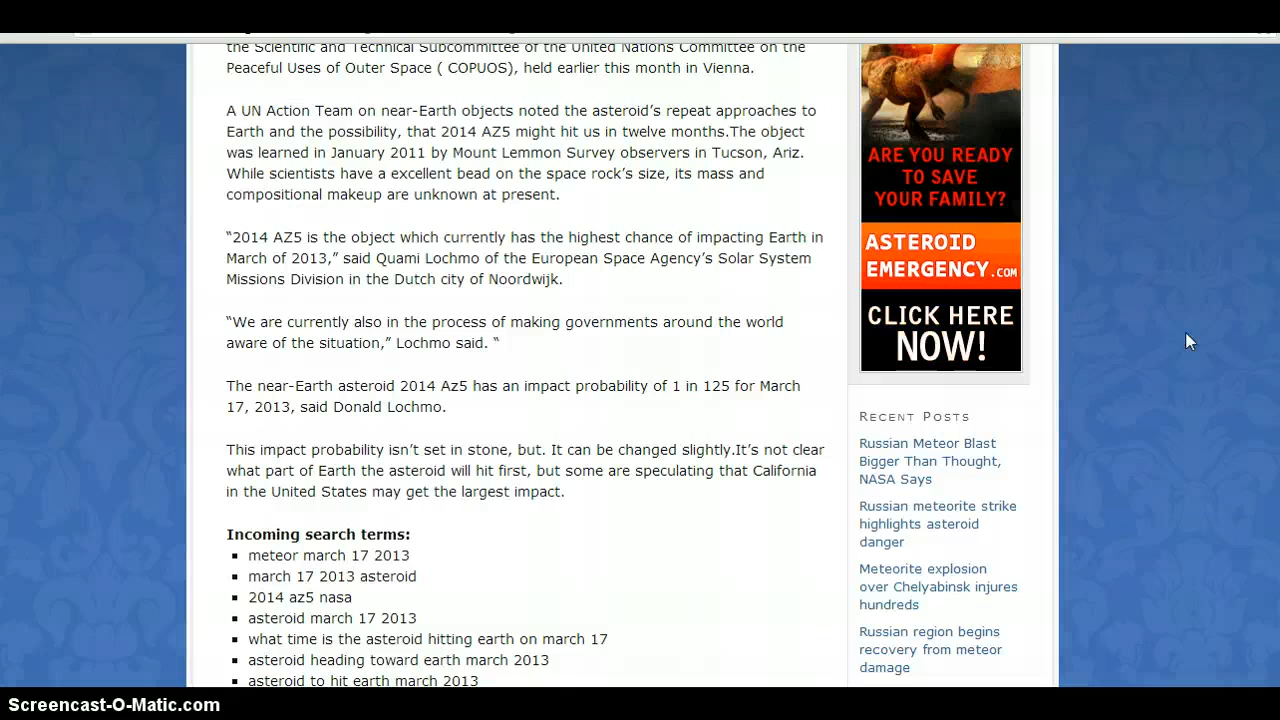 the Scientific and Technical Subcommittee of the United Nations Committee on the
Peaceful Uses of Outer Space ( COPUOS), held earlier this month in Vienna.
A UN Action Team on near-Earth objects noted the asteroid’s repeat approaches to
Earth and the possibility, that 2014 AZ5 might hit us in twelve months.The object
was learned in January 2011 by Mount Lemmon Survey observers in Tucson, Ariz.
While scientists have a excellent bead on the space rock’s size, its mass and
compositional makeup are unknown at present.
“2014 AZ5 is the object which currently has the highest chance of impacting Earth in
March of 2013,” said Quami Lochmo of the European Space Agency’s Solar System
Missions Division in the Dutch city of Noordwijk.
“We are currently also in the process of making governments around the world
aware of the situation,” Lochmo said. “
The near-Earth asteroid 2014 Az5 has an impact probability of 1 in 125 for March
17, 2013, said Donald Lochmo.
This impact probability isn’t set in stone, but. It can be changed slightly.It’s not clear
what part of Earth the asteroid will hit first, but some are speculating that California
in the United States may get the largest impact.
Incoming search terms:
meteor march 17 2013
march 17 2013 asteroid
2014 az5 nasa
asteroid march 17 2013
what time is the asteroid hitting earth on march 17
asteroid heading toward earth march 2013
asteroid to hit earth march 2013
ARE YOU READY
TO SAVE
YOUR FAMILY?
ASTEROID
EMERGENCY.com
CLICK HERE
NOW!
Recent Posts
Russian Meteor Blast
Bigger Than Thought,
NASA Says
Russian meteorite strike
highlights asteroid
danger
Meteorite explosion
over Chelyabinsk injures
hundreds
Russian region begins
recovery from meteor
damage
Screencast-O-Matic.com